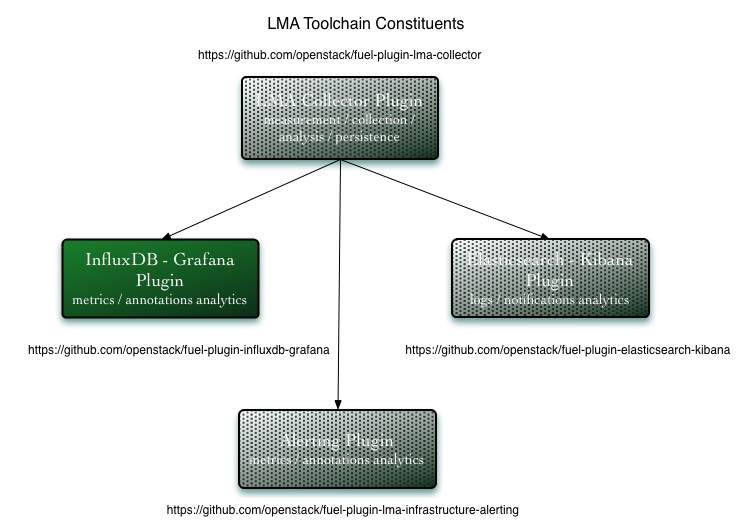 LMA Toolchain Constituents
https://github.com/openstack/fuel-plugin-lma-collector
LMA Collector Plugin
measurement / collection /
analysis / persistence
InfluxDB - Grafana
Plugin
metrics / annotations analytics
https://github.com/openstack/fuel-plugin-influxdb-grafana
Elasticsearch - Kibana
Plugin
logs / notifications analytics
https://github.com/openstack/fuel-plugin-elasticsearch-kibana
Alerting Plugin
metrics / annotations analytics
https://github.com/openstack/fuel-plugin-lma-infrastructure-alerting